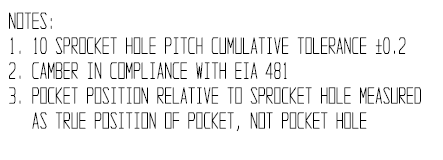 NOTES:
1. 10 SPROCKET HOLE PITCH CUMULATIVE TOLERANCE ±0.2
2. CAMBER IN COMPLIANCE WITH EIA 481
3. POCKET POSITION RELATIVE TO SPROCKET HOLE MEASURED
AS TRUE POSITION OF POCKET, NOT POCKET HOLE